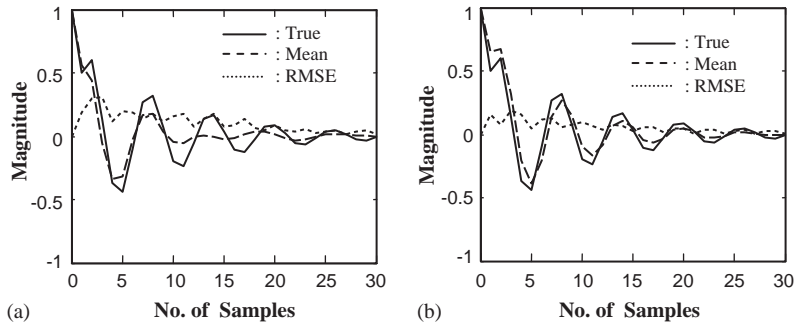 1
0.5
0
-0.5
-1
Magnitude
: True
: Mean
: RMSE
0 5 10 15 20 25 30
No. of Samples
(a)
1
0.5
0
-0.5
-1
Magnitude
: True
: Mean
: RMSE
0 5 10 15 20 25 30
No. of Samples
(b)